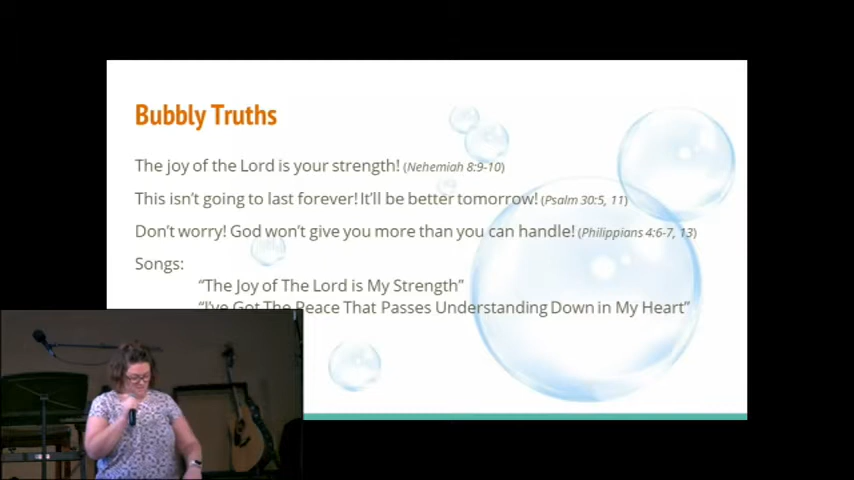 Bubbly Truths
The joy of the Lord is your strength! (Nehemiah 8:9-10)
This isn't going to last forever! It'll be better tomorrow! (Psalm 30:5, 11)
Don't worry! God won't give you more than you can handle! (Philippians 4:6-7, 13)
Songs:
"The Joy of The Lord is My Strength"
"I've Got The Peace That Passes Understanding Down in My Heart"